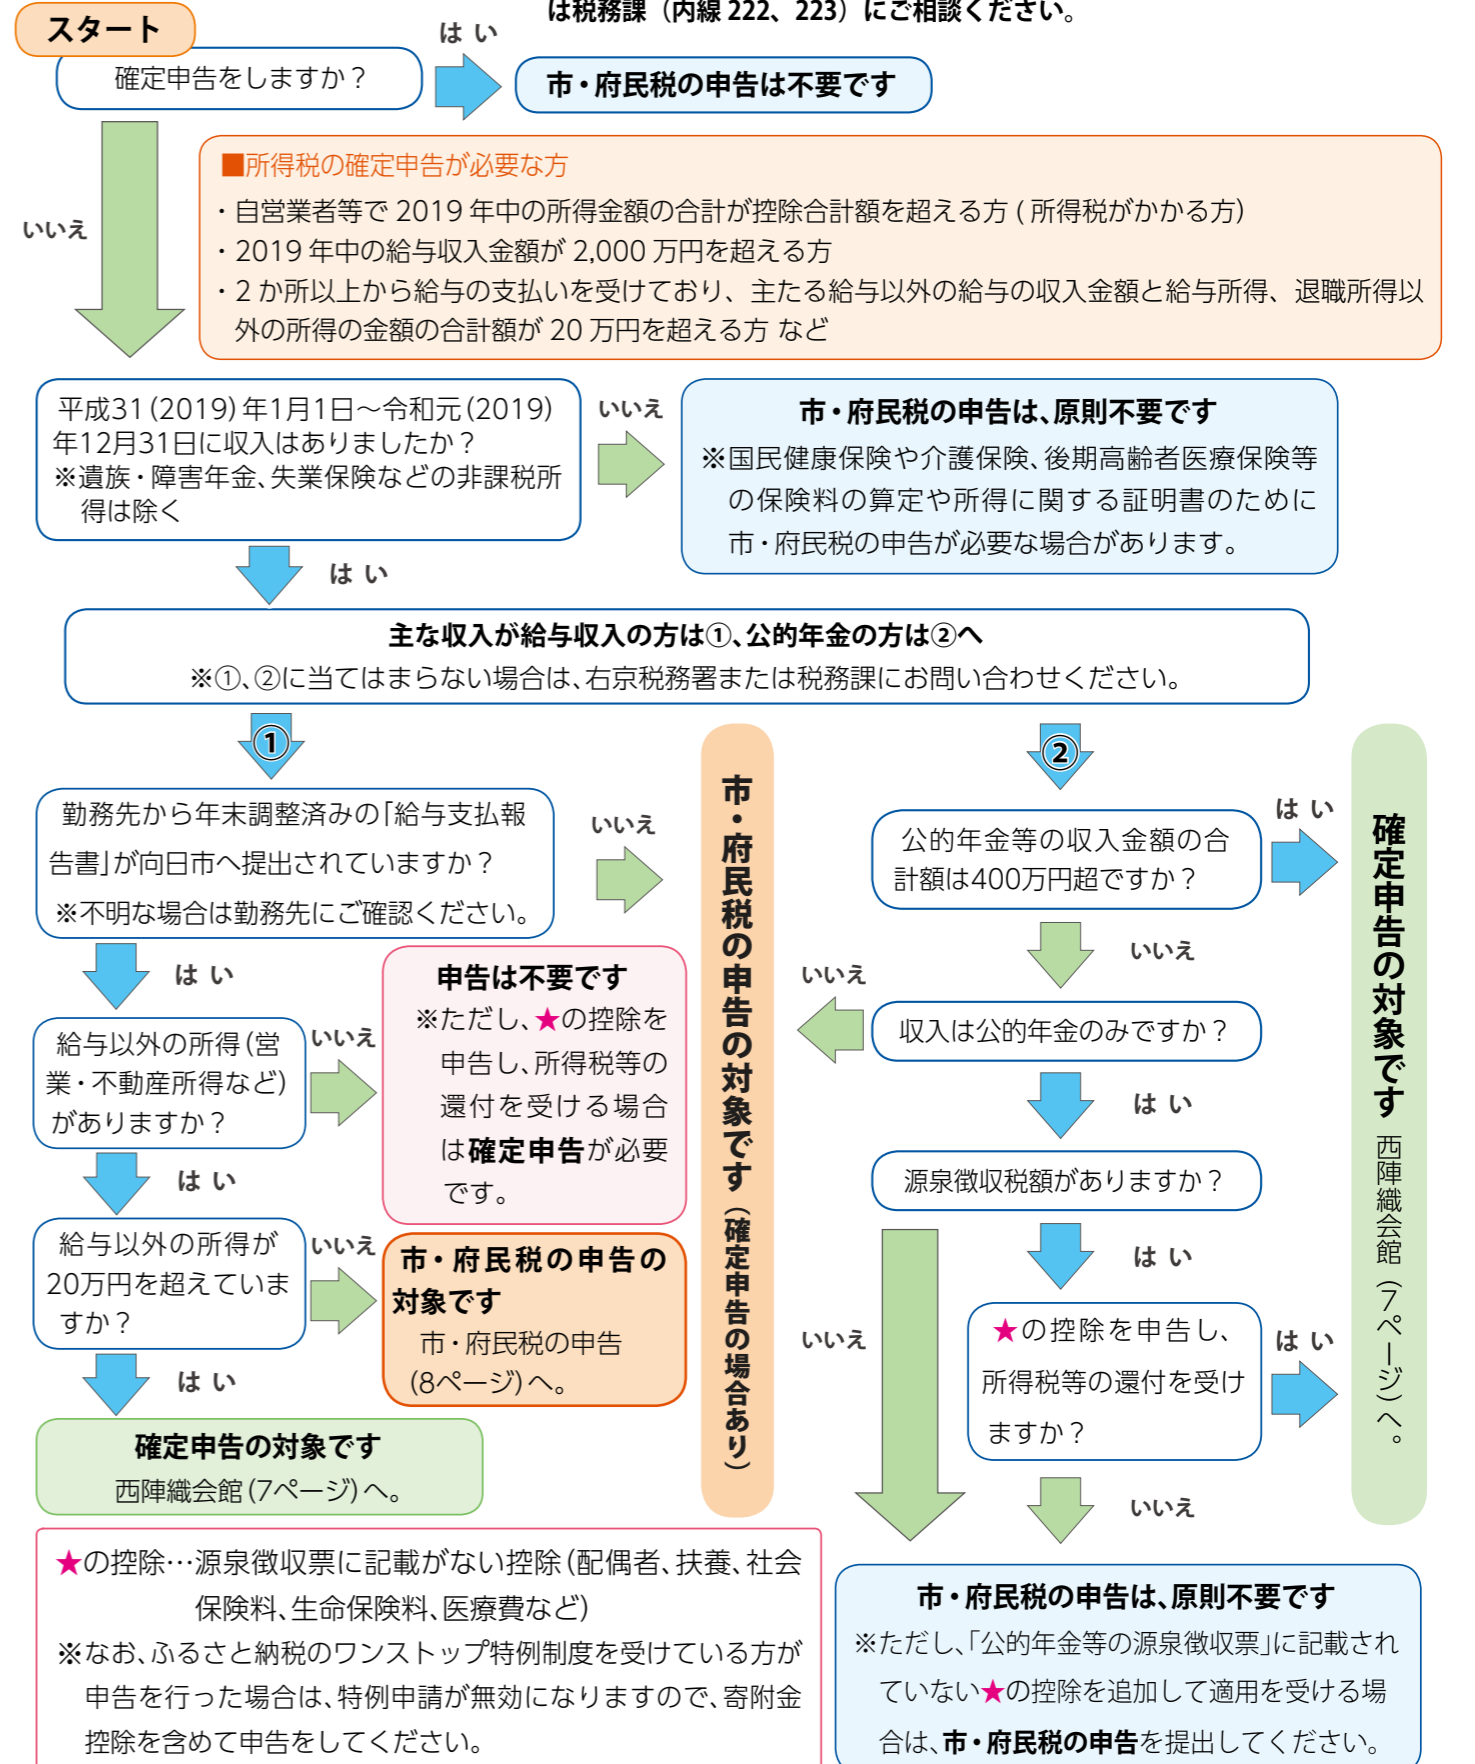 は税務課（内線 222、223）にご相談ください。
スタート
確定申告をしますか？
はい
市・府民税の申告は不要です
いいえ
■所得税の確定申告が必要な方
・自営業者等で 2019 年中の所得金額の合計が控除合計額を超える方 ( 所得税がかかる方)
・2019 年中の給与収入金額が 2,000 万円を超える方
・2 か所以上から給与の支払いを受けており、主たる給与以外の給与の収入金額と給与所得、退職所得以
外の所得の金額の合計額が 20 万円を超える方 など
平成31(2019)年1月1日～令和元(2019)
年12月31日に収入はありましたか？
※遺族・障害年金、失業保険などの非課税所
得は除く
いいえ
市・府民税の申告は、原則不要です
※国民健康保険や介護保険、後期高齢者医療保険等
の保険料の算定や所得に関する証明書のために
市・府民税の申告が必要な場合があります。
はい
主な収入が給与収入の方は①、公的年金の方は②へ
※①、②に当てはまらない場合は、右京税務署または税務課にお問い合わせください。
①
勤務先から年末調整済みの「給与支払報
告書」が向日市へ提出されていますか？
※不明な場合は勤務先にご確認ください。
いいえ
はい
給与以外の所得(営
業・不動産所得など)
がありますか？
いいえ
申告は不要です
※ただし、★の控除を
申告し、所得税等の
還付を受ける場合
は確定申告が必要
です。
はい
給与以外の所得が
20万円を超えていま
すか？
いいえ
市・府民税の申告の
対象です
市・府民税の申告
(8ページ)へ。
はい
確定申告の対象です
西陣織会館(7ページ)へ。
市・府民税の申告の対象です（確定申告の場合あり）
②
公的年金等の収入金額の合
計額は400万円超ですか？
はい
いいえ
収入は公的年金のみですか？
いいえ
はい
源泉徴収税額がありますか？
いいえ
はい
★の控除を申告し、
所得税等の還付を受け
ますか？
はい
いいえ
確定申告の対象です 西陣織会館（7ページ）へ。
★の控除…源泉徴収票に記載がない控除(配偶者、扶養、社会
保険料、生命保険料、医療費など)
※なお、ふるさと納税のワンストップ特例制度を受けている方が
申告を行った場合は、特例申請が無効になりますので、寄附金
控除を含めて申告をしてください。
市・府民税の申告は、原則不要です
※ただし、「公的年金等の源泉徴収票」に記載され
ていない★の控除を追加して適用を受ける場
合は、市・府民税の申告を提出してください。